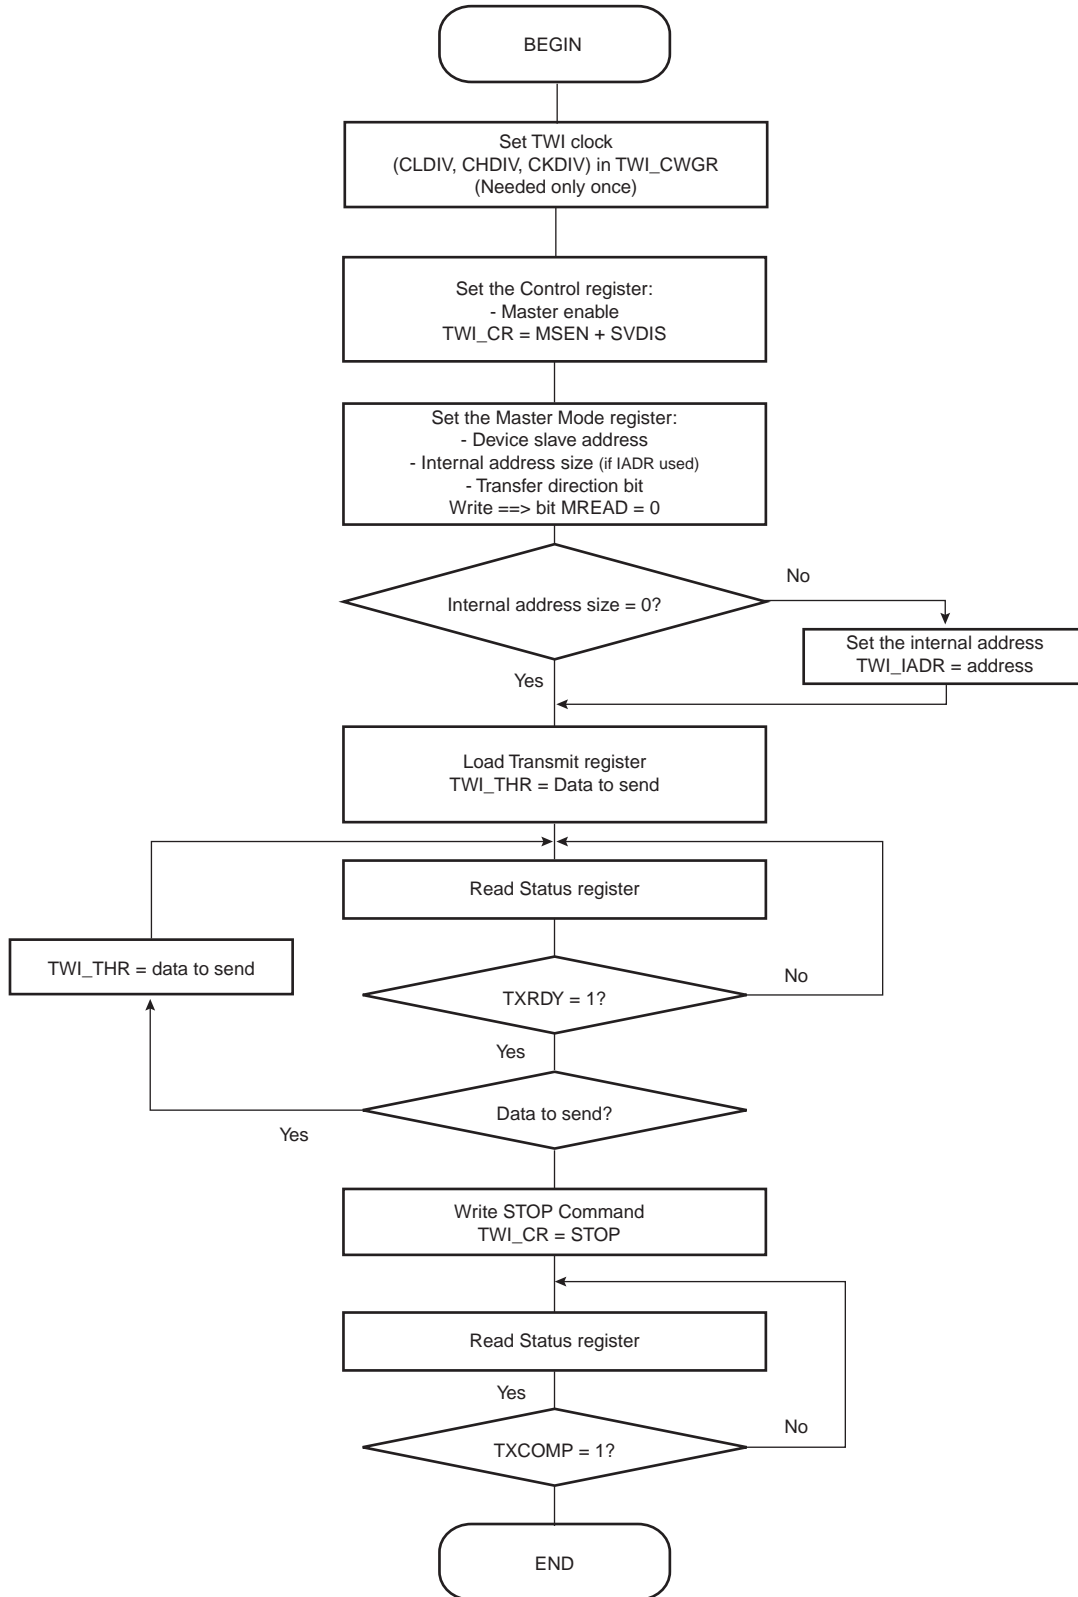 BEGIN
Set TWI clock
(CLDIV, CHDIV, CKDIV) in TWI_CWGR
(Needed only once)
Set the Control register:
- Master enable
TWI_CR = MSEN + SVDIS
Set the Master Mode register:
- Device slave address
- Internal address size (if IADR used)
- Transfer direction bit
Write ==> bit MREAD = 0
No
Internal address size = 0?
Set the internal address
TWI_IADR = address
Yes
Load Transmit register
TWI_THR = Data to send
Read Status register
TWI_THR = data to send
No
TXRDY = 1?
Yes
Data to send?
Yes
Write STOP Command
TWI_CR = STOP
Read Status register
Yes
No
TXCOMP = 1?
END